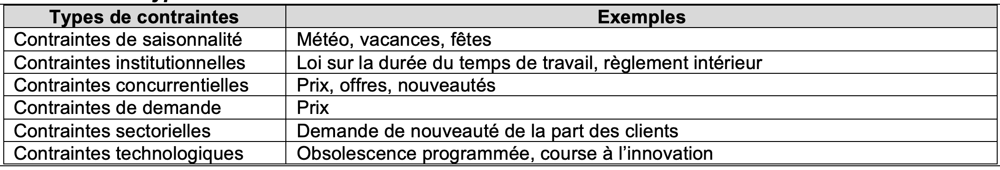 Types de contraintes Exemples
Contraintes de saisonnalité Météo, vacances, fêtes
Contraintes institutionnelles Loi sur la durée du temps de travail, règlement intérieur
Contraintes concurrentielles Prix, offres, nouveautés
Contraintes de demande Prix
Contraintes sectorielles Demande de nouveauté de la part des clients
Contraintes technologiques Obsolescence programmée, course à l’innovation